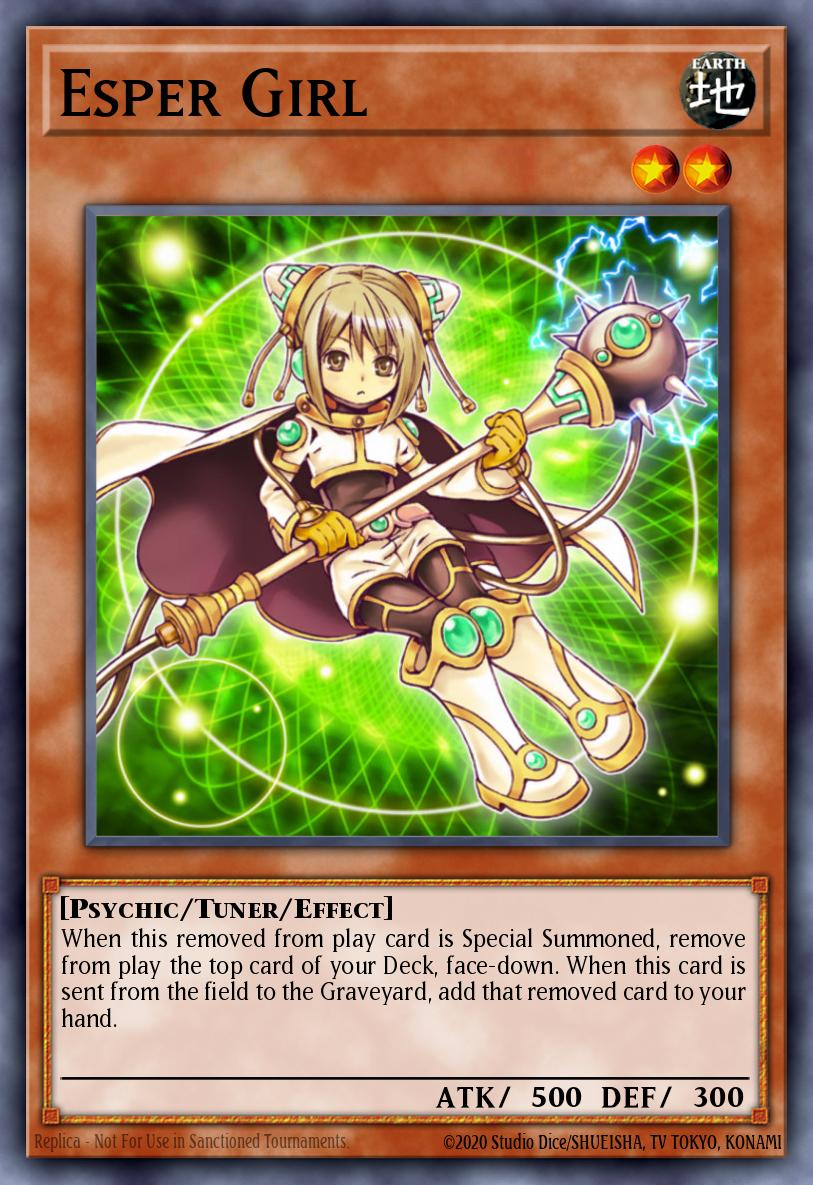 Esper Girl
EARTH
地
[Psychic/Tuner/Effect]
When this removed from play card is Special Summoned, remove
from play the top card of your Deck, face-down. When this card is
sent from the field to the Graveyard, add that removed card to your
hand.
ATK/ 500 DEF/ 300
Replica - Not For Use in Sanctioned Tournaments.
©2020 Studio Dice/SHUEISHA, TV TOKYO, KONAMI